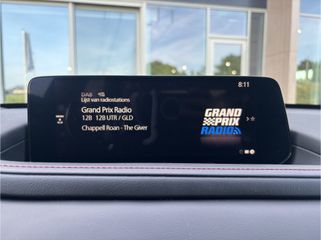 DAB
8:11
Lijst van radiostations
Grand Prix Radio
12B 12B UTR / GLD
Chappell Roan - The Giver
GRAND
PRIX
RADIO